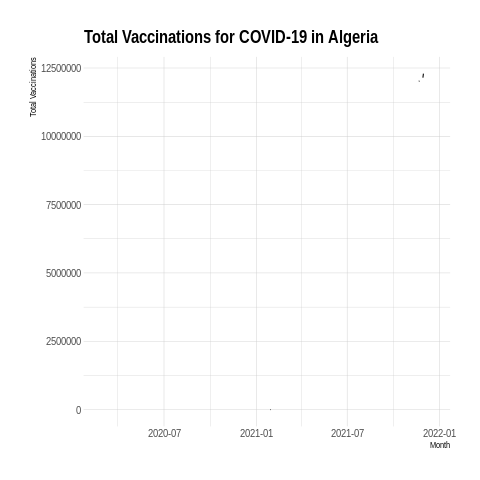 Total Vaccinations for COVID-19 in Algeria
Total Vaccinations
12500000
10000000
7500000
5000000
2500000
0
2020-07 2021-01 2021-07 2022-01
Month